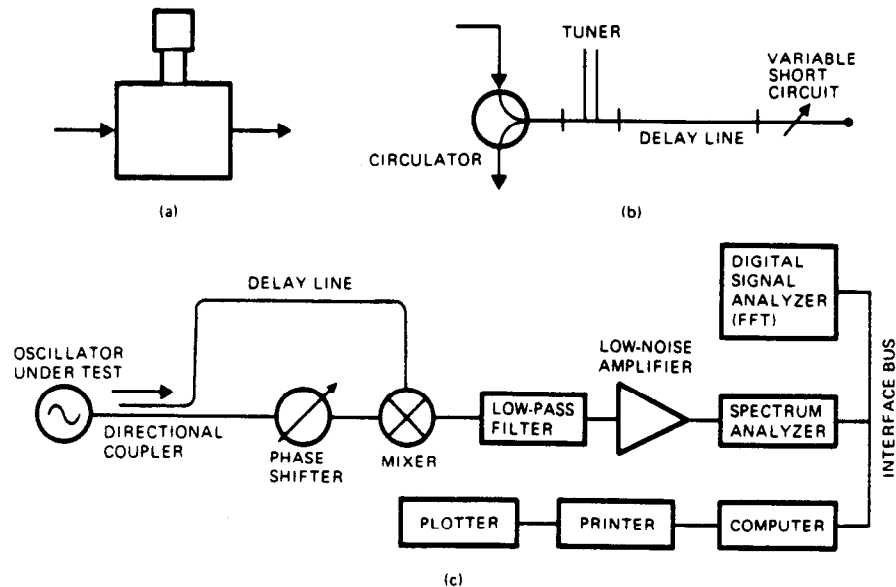 TUNER
VARIABLE
SHORT
CIRCUIT
CIRCULATOR
DELAY LINE
(a)
(b)
DELAY LINE
OSCILLATOR
UNDER TEST
DIRECTIONAL
COUPLER
PHASE
SHIFTER
MIXER
LOW-PASS
FILTER
LOW-NOISE
AMPLIFIER
DIGITAL
SIGNAL
ANALYZER
(FFT)
SPECTRUM
ANALYZER
INTERFACE BUS
PLOTTER
PRINTER
COMPUTER
(c)